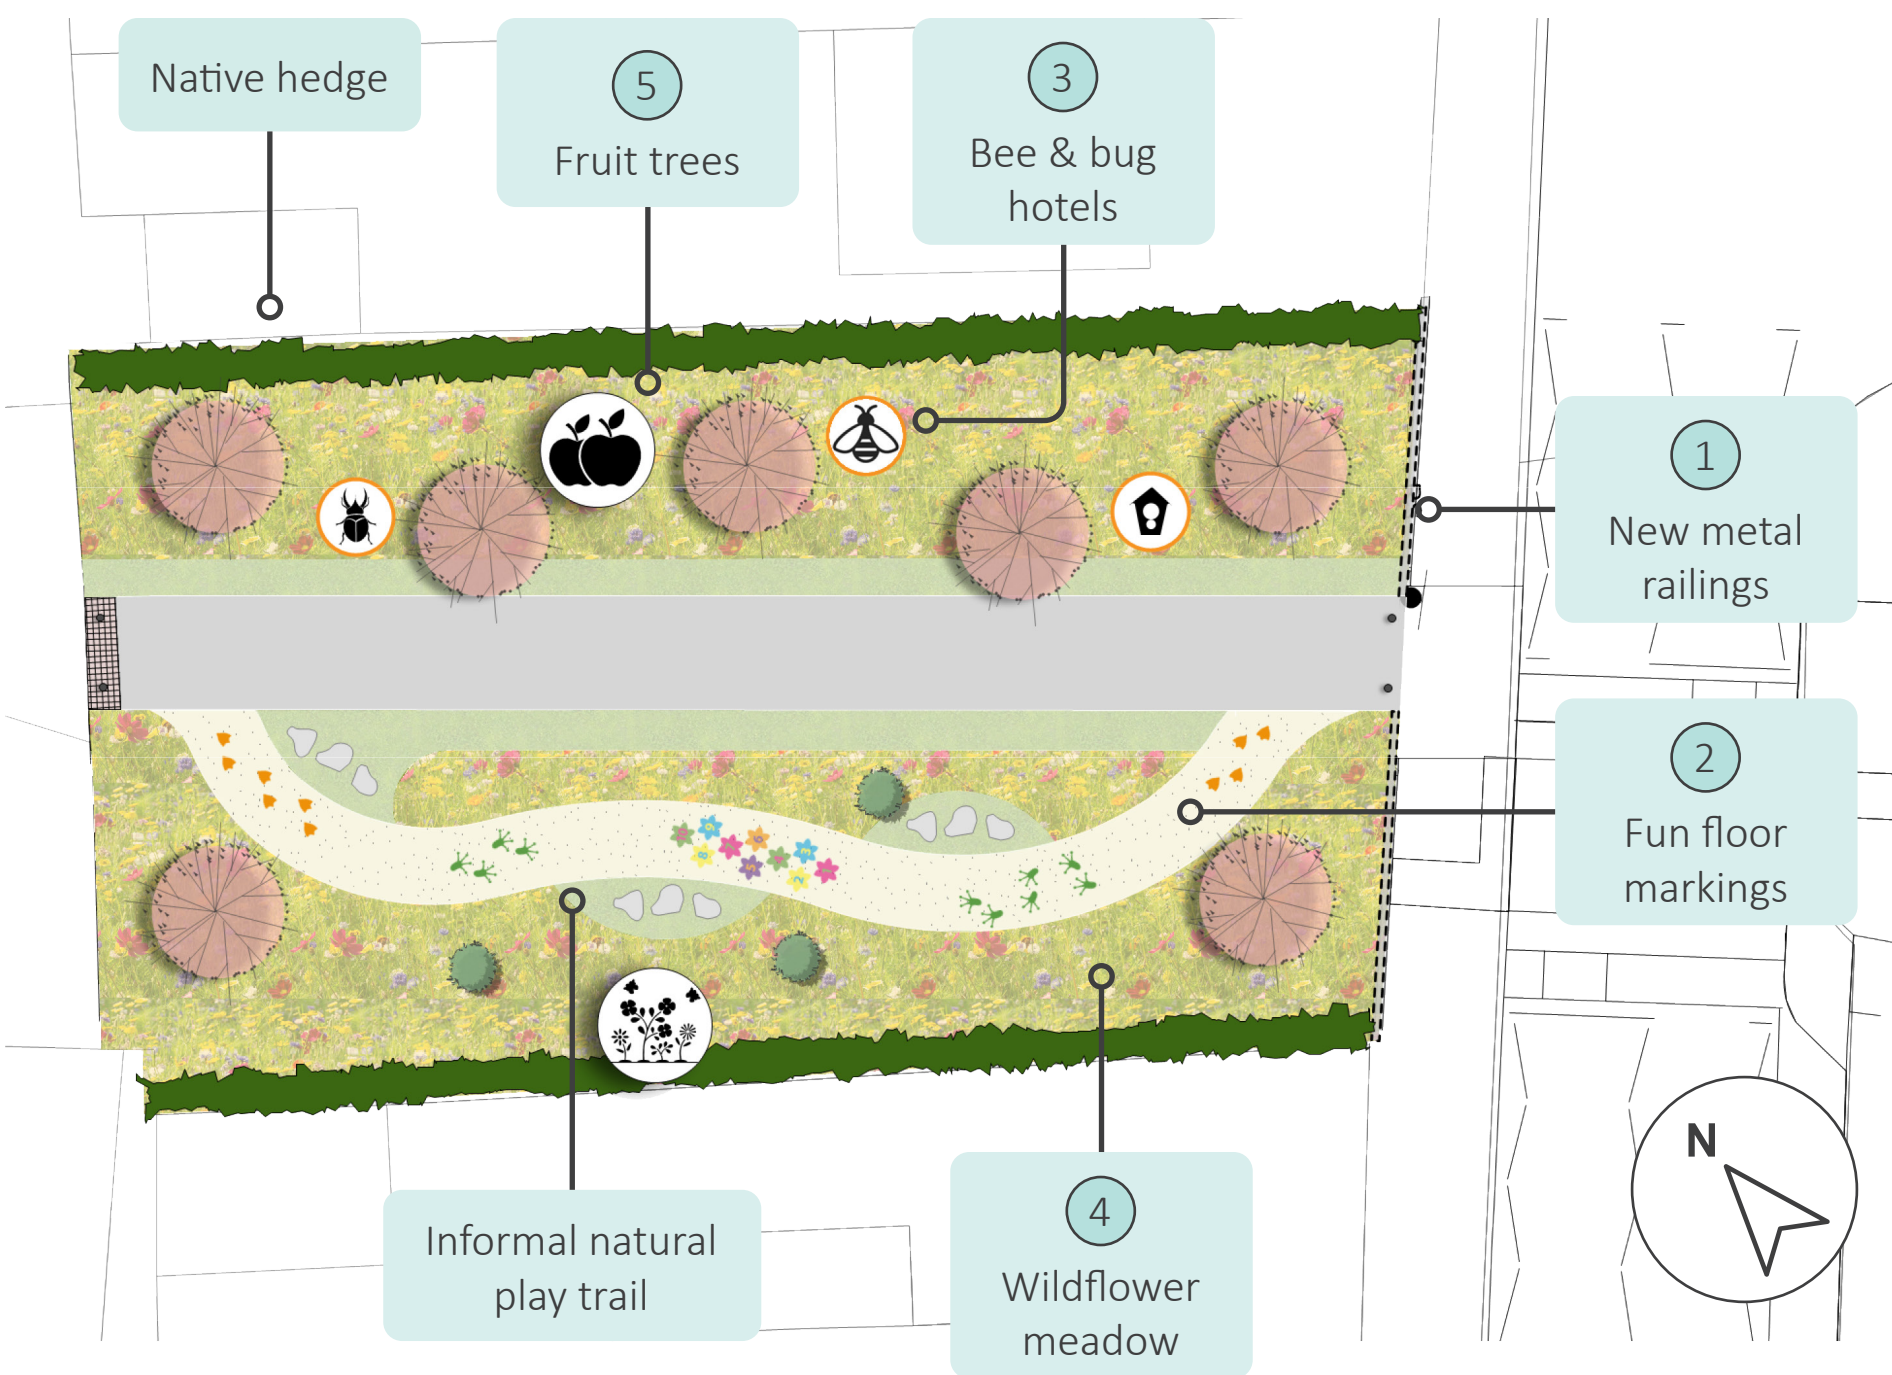 Native hedge
5
Fruit trees
3
Bee & bug
hotels
1
New metal
railings
2
Fun floor
markings
Informal natural
play trail
4
Wildflower
meadow
N